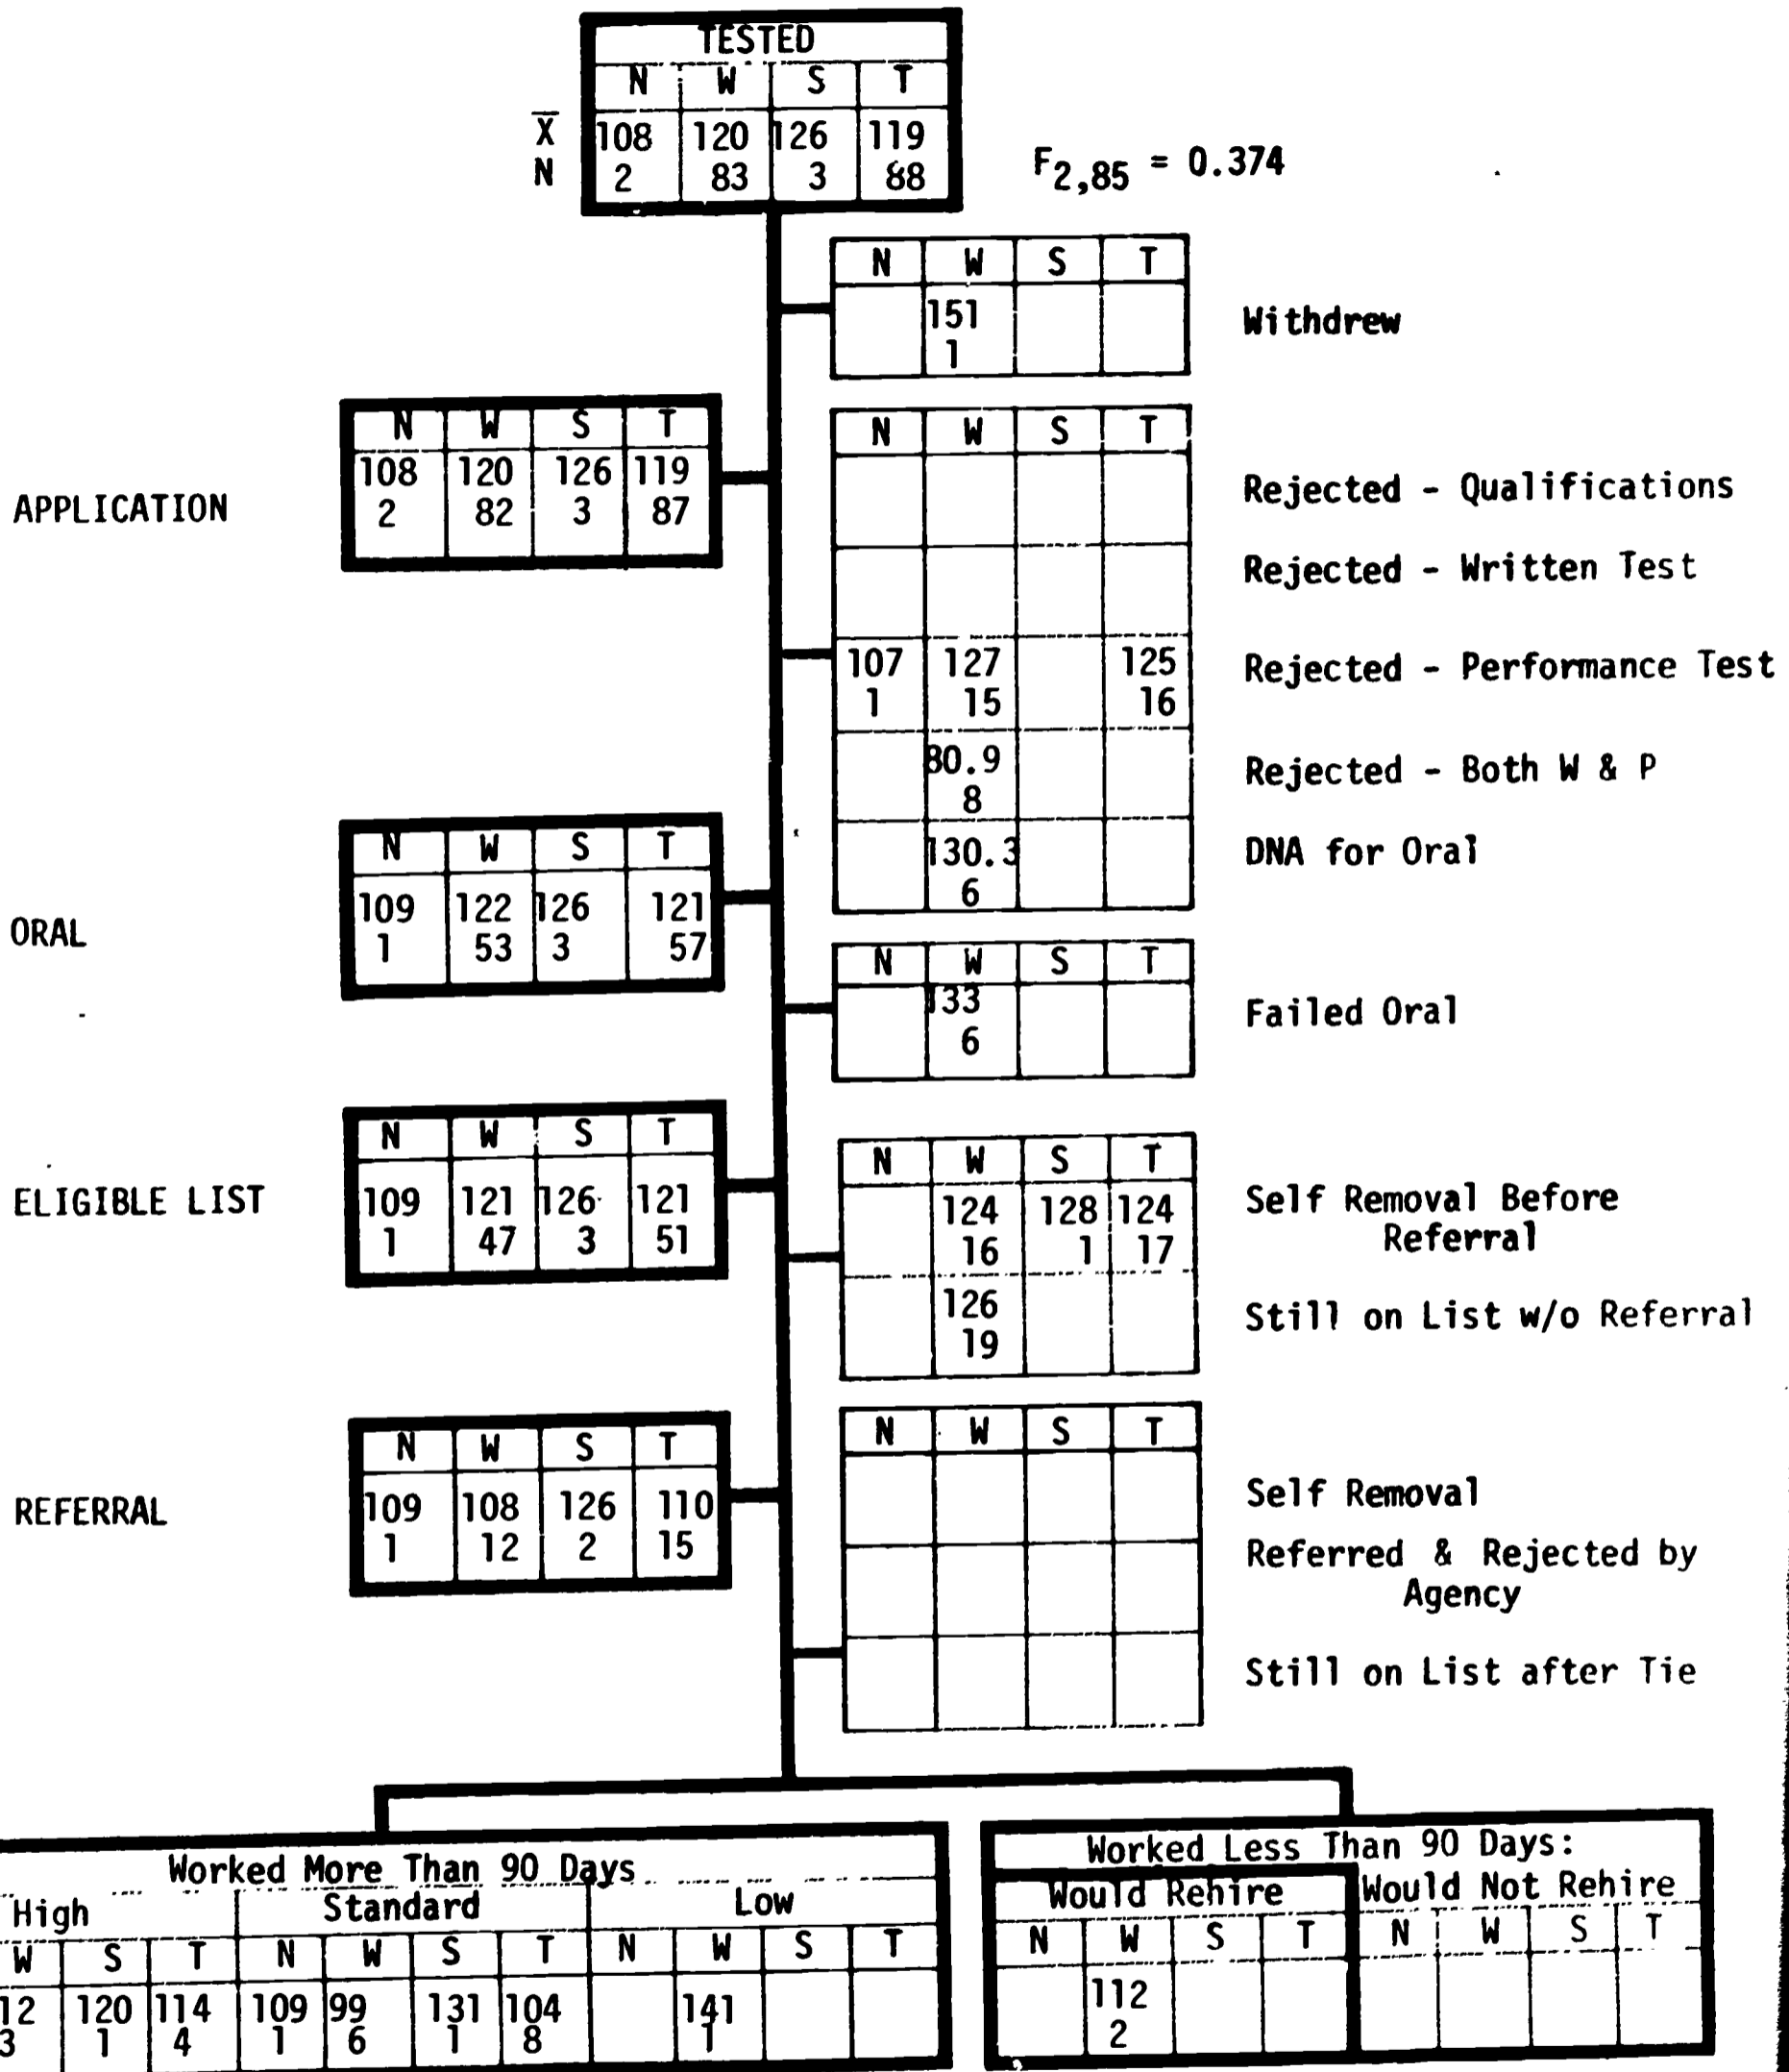 TESTED
N W S T
X̄ 108 120 126 119
N 2 83 3 88
F2,85 = 0.374
N W S T
151
1
Withdrew
APPLICATION
N W S T
108 120 126 119
2 82 3 87
N W S T
Rejected - Qualifications
Rejected - Written Test
107 127 125
1 15 16
Rejected - Performance Test
80.9
8
Rejected - Both W & P
130.3
6
DNA for Oral
ORAL
N W S T
109 122 126 121
1 53 3 57
N W S T
133
6
Failed Oral
ELIGIBLE LIST
N W S T
109 121 126 121
1 47 3 51
N W S T
124 128 124
16 1 17
Self Removal Before
Referral
126
19
Still on List w/o Referral
REFERRAL
N W S T
109 108 126 110
1 12 2 15
N W S T
Self Removal
Referred & Rejected by
Agency
Still on List after Tie
Worked More Than 90 Days
High Standard Low
W S T N W S T N W S T
12 120 114 109 99 131 104 141
3 1 4 1 6 1 8 1
Worked Less Than 90 Days:
Would Rehire Would Not Rehire
N W S T N W S T
112
2